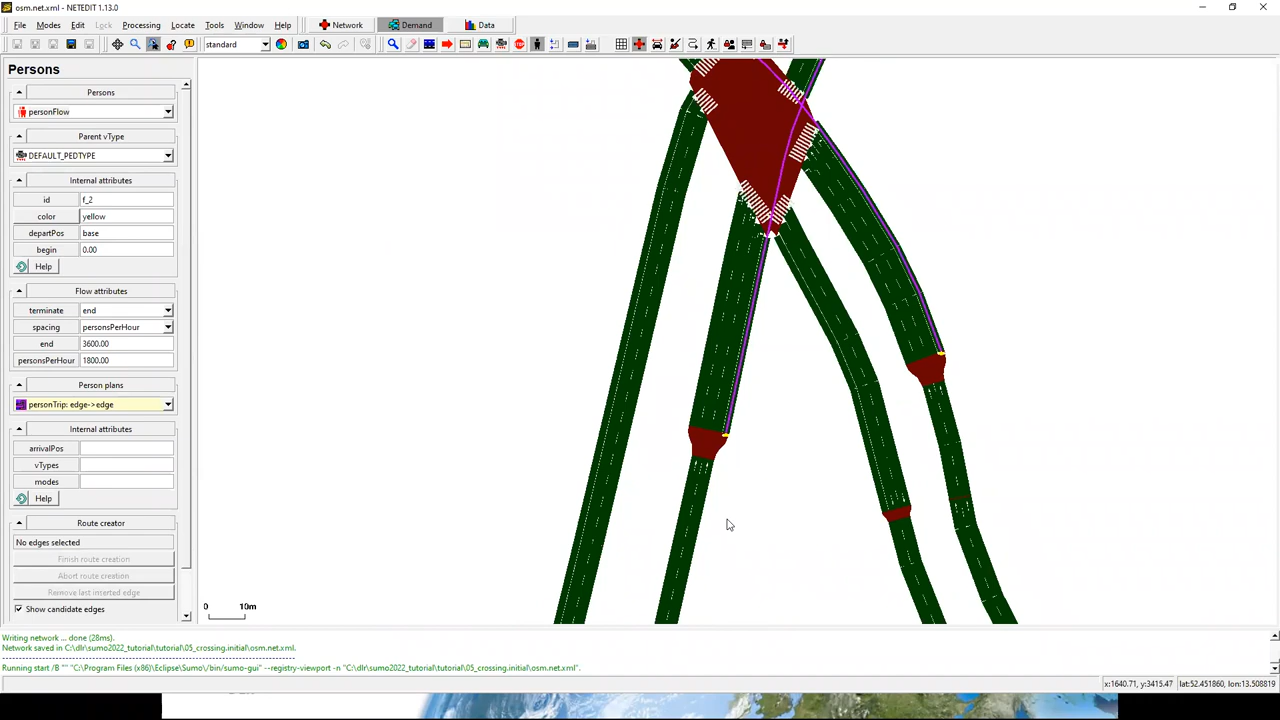 osm.net.xml - NETEDIT 1.13.0
File Modes Edit Lock Processing Locate Tools Window Help Network Demand Data
standard
Persons
Persons
personFlow
Parent vType
DEFAULT_PEDTYPE
Internal attributes
id f_2
color yellow
departPos base
begin 0.00
Help
Flow attributes
terminate end
spacing personsPerHour
end 3600.00
personsPerHour 1800.00
Person plans
personTrip: edge->edge
Internal attributes
arrivalPos
vTypes
modes
Help
Route creator
No edges selected
Finish route creation
Abort route creation
Remove last inserted edge
Show candidate edges
0 10m
Writing network ... done (28ms).
Network saved in C:\dlr\sumo2022_tutorial\tutorial\05_crossing.initial\osm.net.xml.
Running start /B "" "C:\Program Files (x86)\Eclipse\Sumo\/bin/sumo-gui" --registry-viewport -n "C:\dlr\sumo2022_tutorial\tutorial\05_crossing.initial\osm.net.xml".
x:1640.71, y:3415.47 lat:52.451860, lon:13.508819